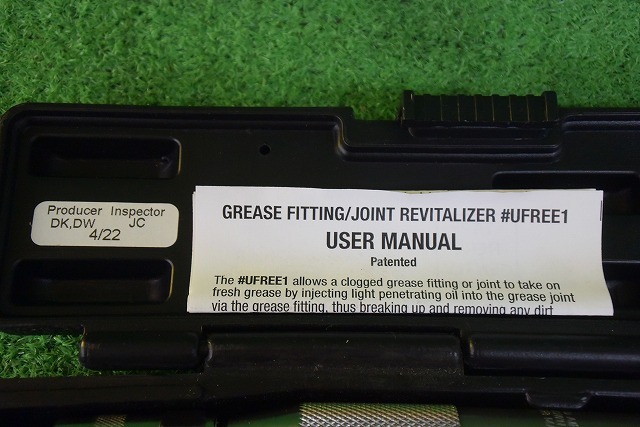 Producer Inspector
DK,DW JC
4/22
GREASE FITTING/JOINT REVITALIZER #UFREE1
USER MANUAL
Patented
The #UFREE1 allows a clogged grease fitting or joint to take on
fresh grease by injecting light penetrating oil into the grease joint
via the grease fitting, thus breaking up and removing any dirt